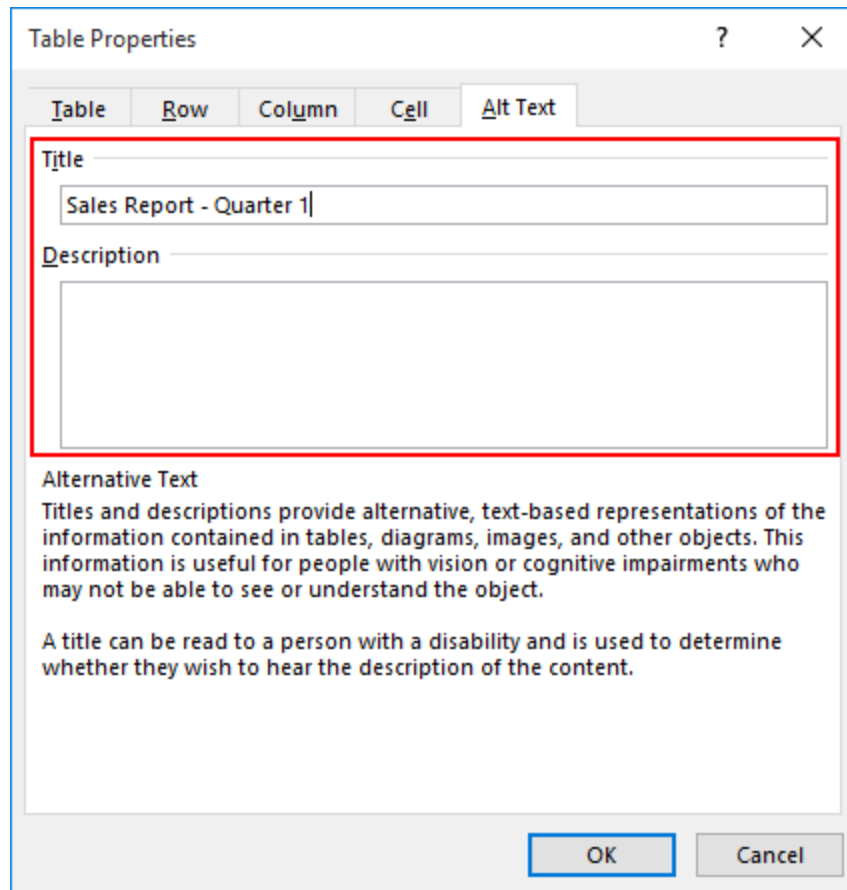 Table Properties ? ×
Table Row Column Cell Alt Text
Title
Sales Report - Quarter 1
Description
Alternative Text
Titles and descriptions provide alternative, text-based representations of the
information contained in tables, diagrams, images, and other objects. This
information is useful for people with vision or cognitive impairments who
may not be able to see or understand the object.
A title can be read to a person with a disability and is used to determine
whether they wish to hear the description of the content.
OK Cancel